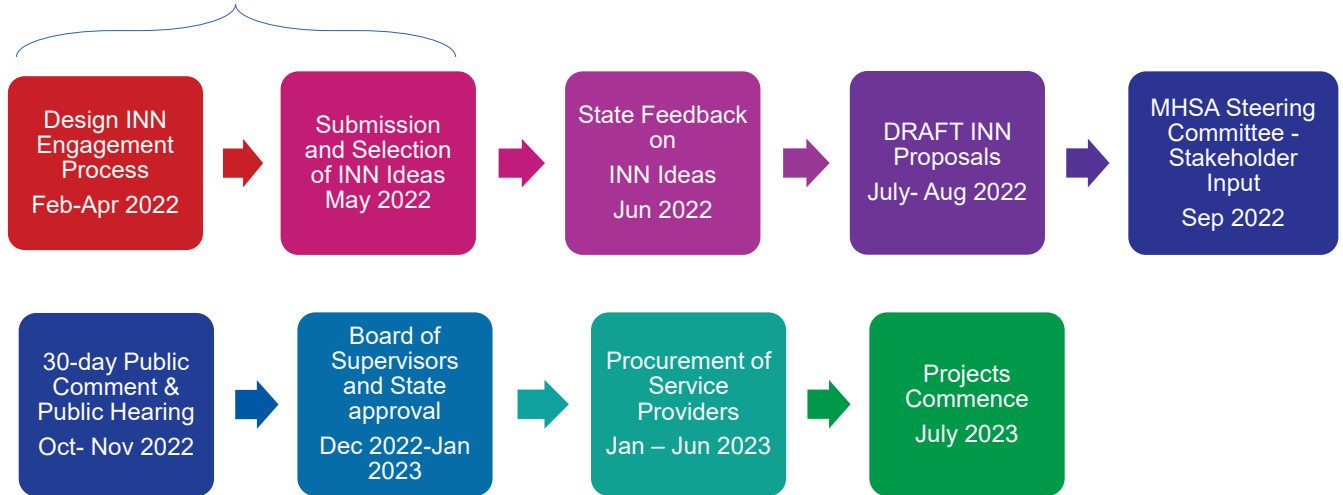 Design INN
Engagement
Process
Feb-Apr 2022
Submission
and Selection
of INN Ideas
May 2022
State Feedback
on
INN Ideas
Jun 2022
DRAFT INN
Proposals
July- Aug 2022
MHSA Steering
Committee -
Stakeholder
Input
Sep 2022
30-day Public
Comment &
Public Hearing
Oct- Nov 2022
Board of
Supervisors
and State
approval
Dec 2022-Jan
2023
Procurement of
Service
Providers
Jan – Jun 2023
Projects
Commence
July 2023